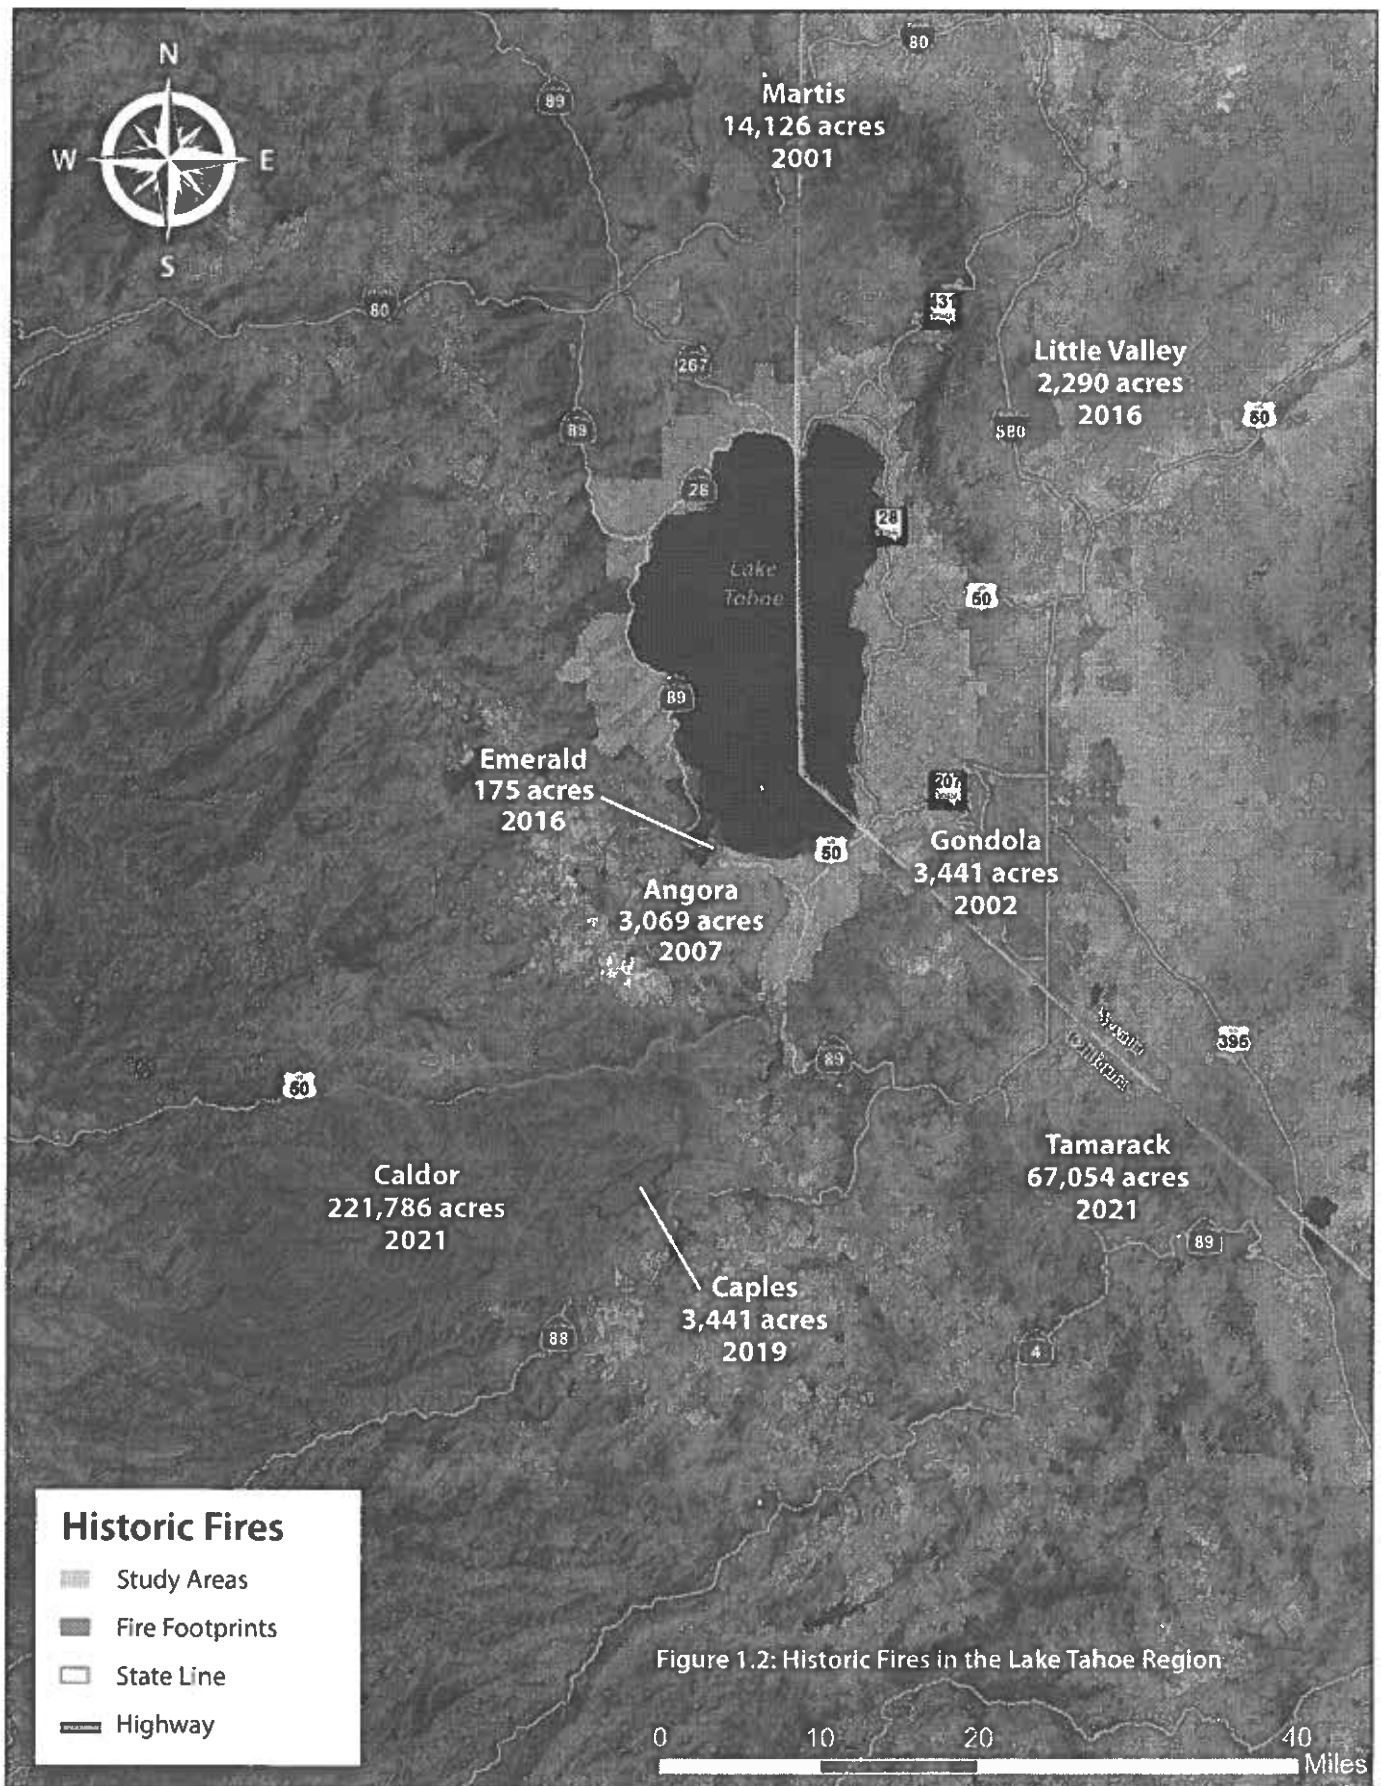 N
W
E
S
80
89
Martis
14,126 acres
2001
80
431
267
Little Valley
2,290 acres
2016
89
50
580
28
28
Lake
Tahoe
50
89
Emerald
175 acres
2016
207
50
Gondola
3,441 acres
2002
Angora
3,069 acres
2007
Nevada
California
395
89
50
Tamarack
67,054 acres
2021
Caldor
221,786 acres
2021
89
Caples
3,441 acres
2019
88
4
Historic Fires
Study Areas
Fire Footprints
State Line
Highway
Figure 1.2: Historic Fires in the Lake Tahoe Region
0 10 20 40
Miles